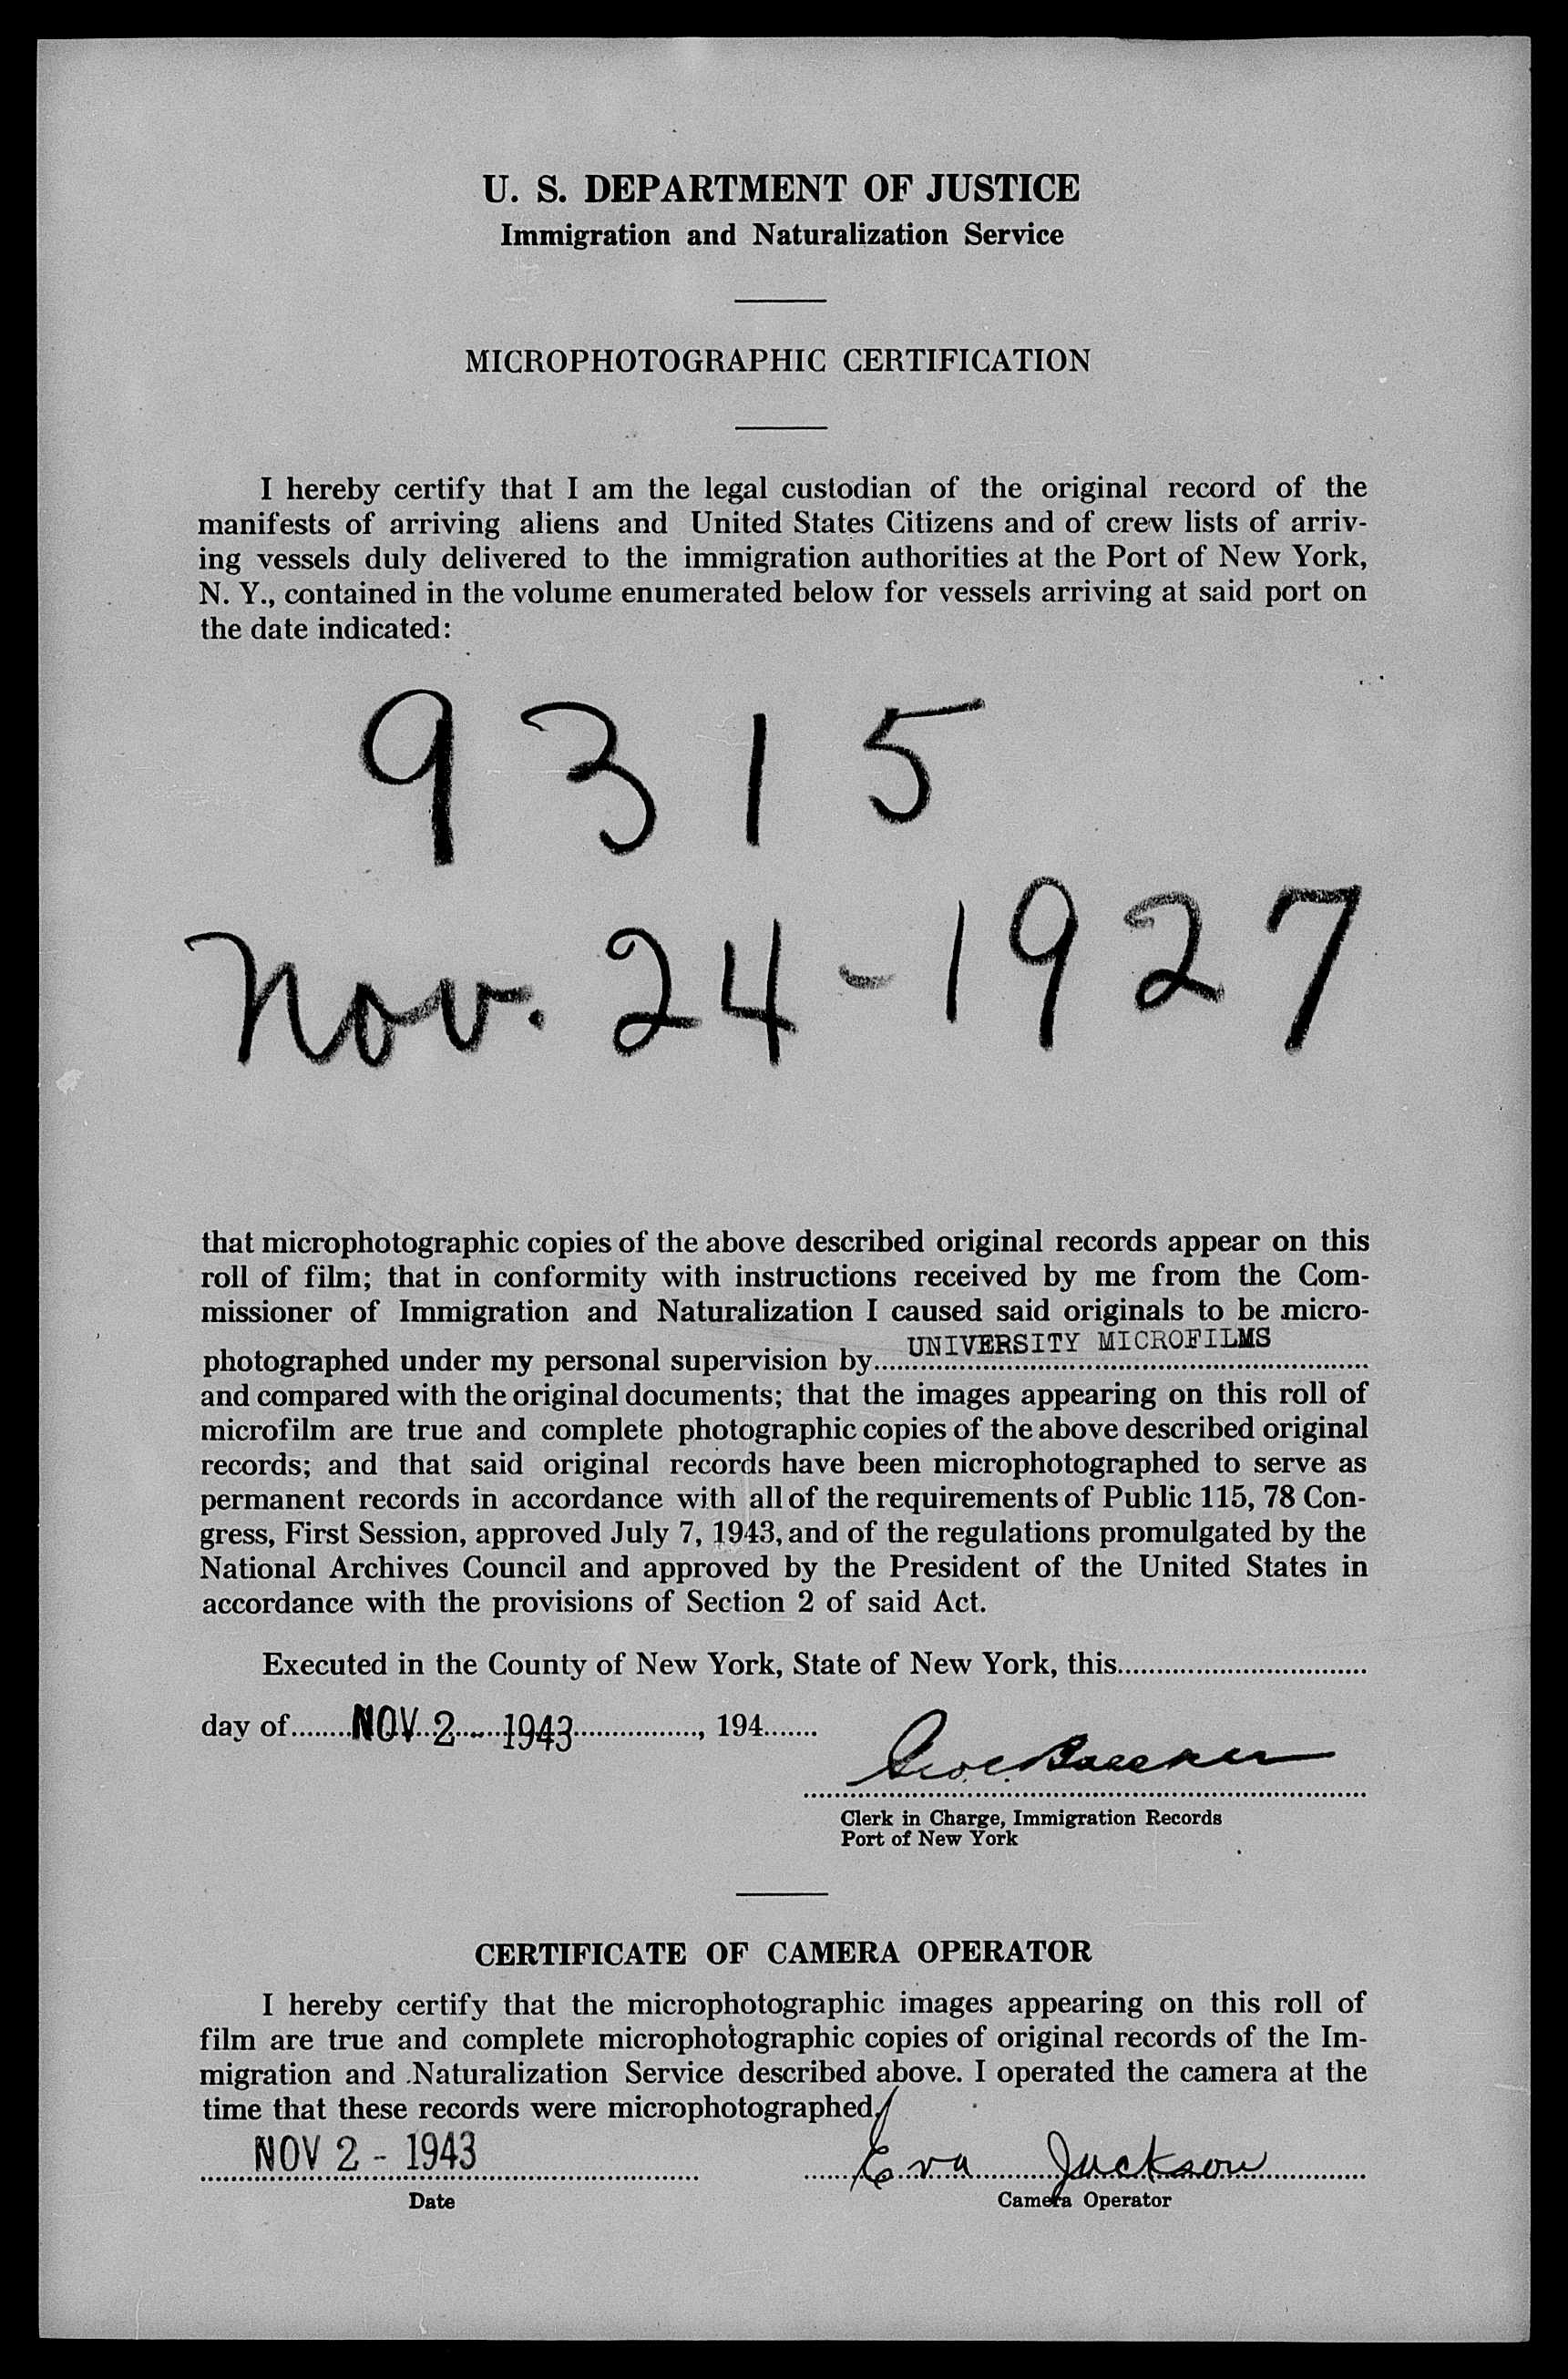 U. S. DEPARTMENT OF JUSTICE
Immigration and Naturalization Service
MICROPHOTOGRAPHIC CERTIFICATION
I hereby certify that I am the legal custodian of the original record of the
manifests of arriving aliens and United States Citizens and of crew lists of arriv-
ing vessels duly delivered to the immigration authorities at the Port of New York,
N. Y., contained in the volume enumerated below for vessels arriving at said port on
the date indicated:
9315
Nov. 24 - 1927
that microphotographic copies of the above described original records appear on this
roll of film; that in conformity with instructions received by me from the Com-
missioner of Immigration and Naturalization I caused said originals to be micro-
photographed under my personal supervision by UNIVERSITY MICROFILMS
and compared with the original documents; that the images appearing on this roll of
microfilm are true and complete photographic copies of the above described original
records; and that said original records have been microphotographed to serve as
permanent records in accordance with all of the requirements of Public 115, 78 Con-
gress, First Session, approved July 7, 1943, and of the regulations promulgated by the
National Archives Council and approved by the President of the United States in
accordance with the provisions of Section 2 of said Act.
Executed in the County of New York, State of New York, this
day of NOV 2 - 1943, 194
Geo. C.
Clerk in Charge, Immigration Records
Port of New York
CERTIFICATE OF CAMERA OPERATOR
I hereby certify that the microphotographic images appearing on this roll of
film are true and complete microphotographic copies of original records of the Im-
migration and Naturalization Service described above. I operated the camera at the
time that these records were microphotographed.
NOV 2 - 1943 Eva Jackson
Date Camera Operator